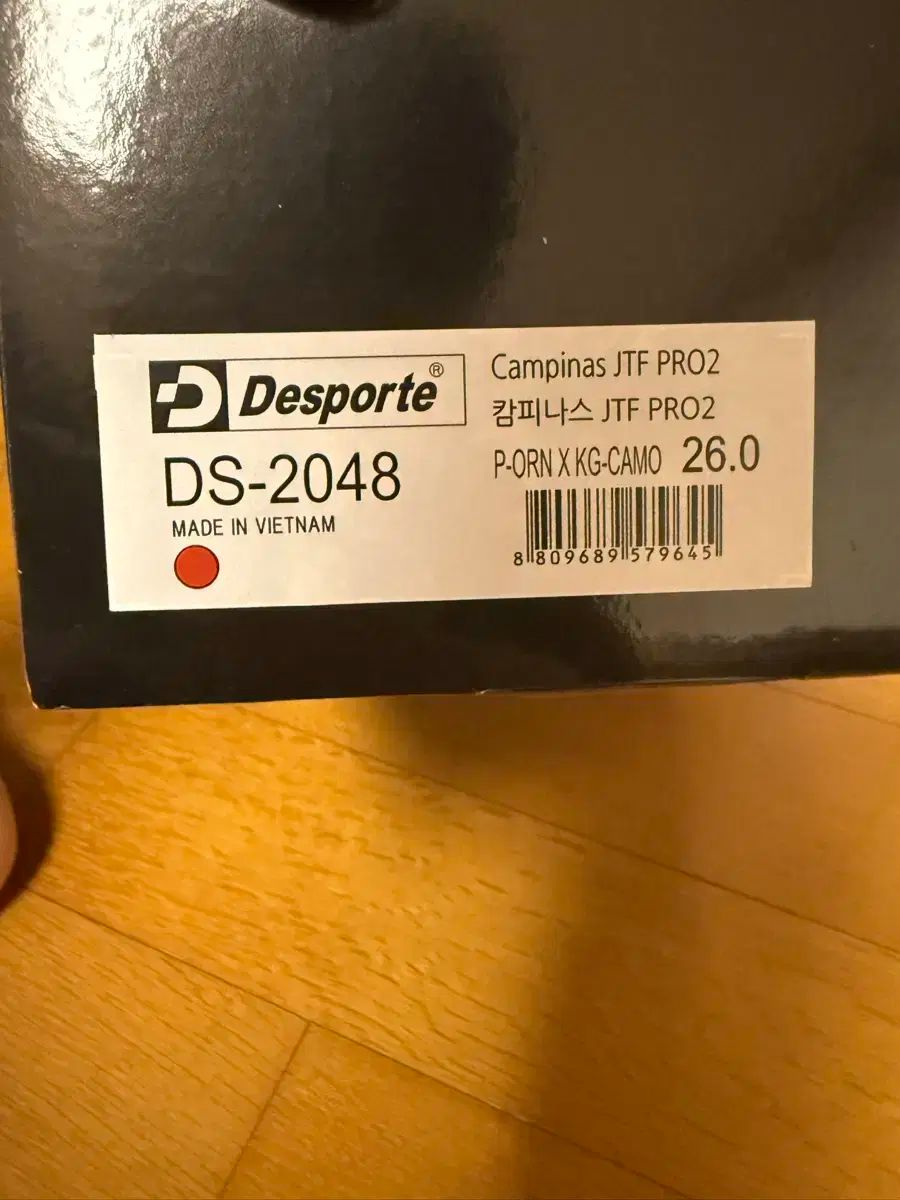 Desporte®
DS-2048
MADE IN VIETNAM
Campinas JTF PRO2
캄피나스 JTF PRO2
P-ORN X KG-CAMO 26.0
8 809689 579645